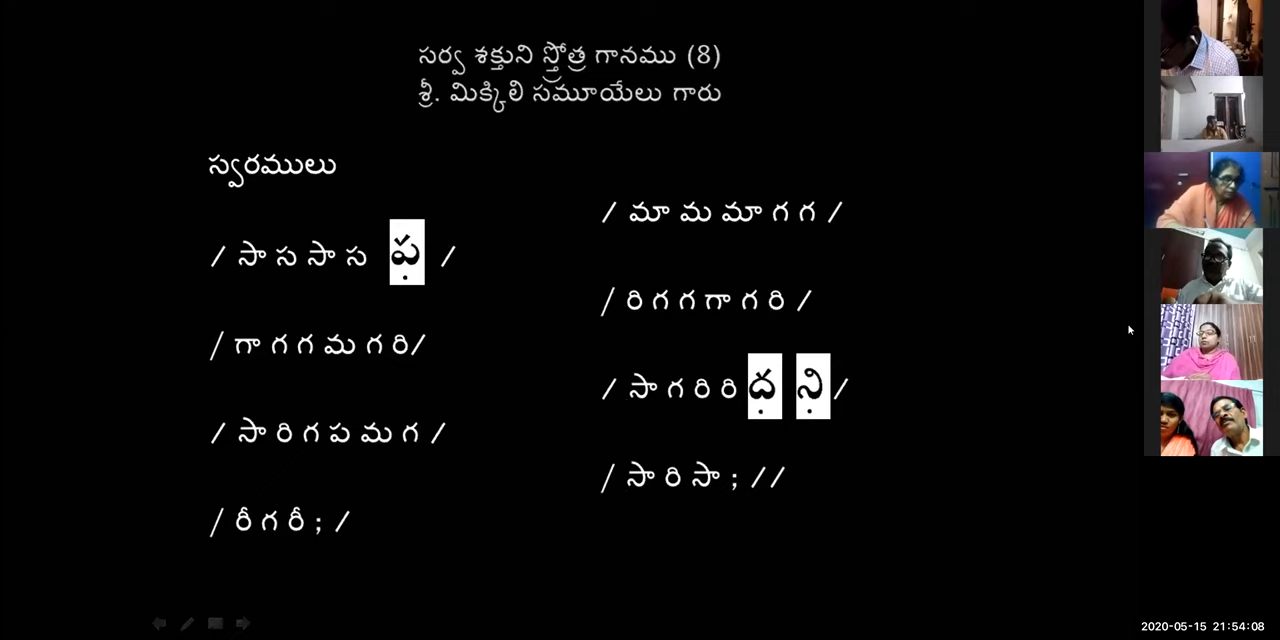 సర్వ శక్తుని స్తోత్ర గానము (8)
శ్రీ. మిక్కిలి సమూయేలు గారు
స్వరములు
/ సా స సా స ప़ /
/ గా గ గ మ గ రి/
/ సా రి గ ప మ గ /
/ రీ గ రీ ; /
/ మా మ మా గ గ /
/ రి గ గ గా గ రి /
/ సా గ రి రి ద़ ని़ /
/ సా రి సా ; //
2020-05-15 21:54:08